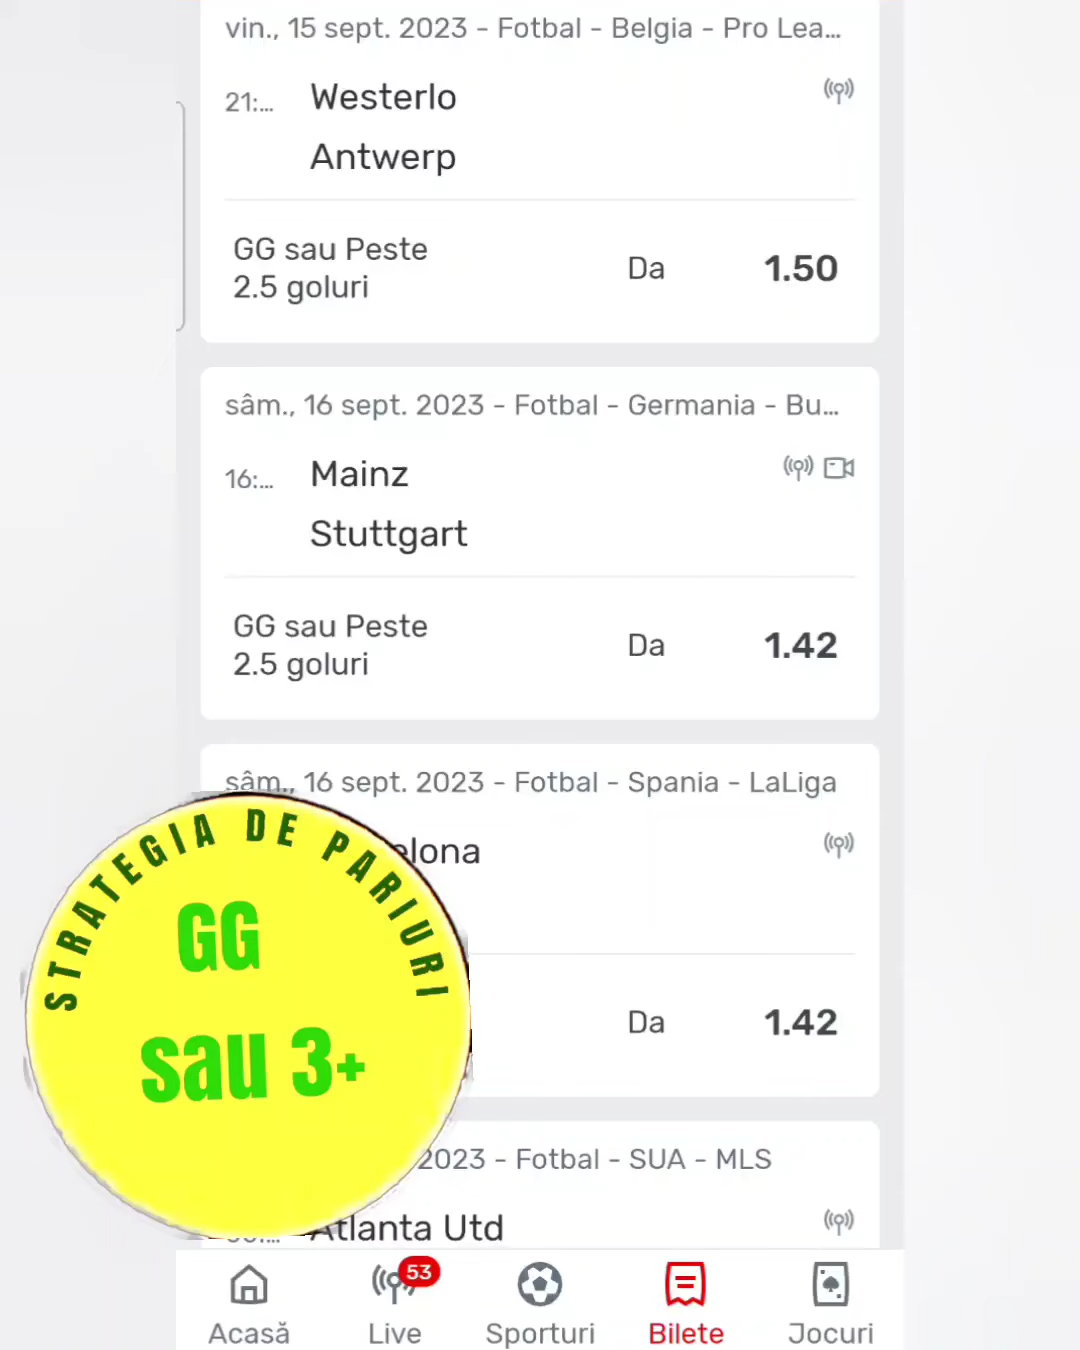 vin., 15 sept. 2023 - Fotbal - Belgia - Pro Lea...
21:...
Westerlo
Antwerp
GG sau Peste
2.5 goluri
Da
1.50
sâm., 16 sept. 2023 - Fotbal - Germania - Bu...
16:...
Mainz
Stuttgart
GG sau Peste
2.5 goluri
Da
1.42
sâm., 16 sept. 2023 - Fotbal - Spania - LaLiga
elona
Da
1.42
STRATEGIA DE PARIURI
GG
sau 3+
2023 - Fotbal - SUA - MLS
Atlanta Utd
53
Acasă
Live
Sporturi
Bilete
Jocuri